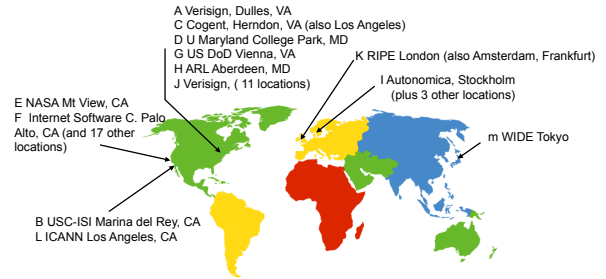 A Verisign, Dulles, VA
C Cogent, Herndon, VA (also Los Angeles)
D U Maryland College Park, MD
G US DoD Vienna, VA
H ARL Aberdeen, MD
J Verisign, ( 11 locations)
K RIPE London (also Amsterdam, Frankfurt)
I Autonomica, Stockholm
(plus 3 other locations)
E NASA Mt View, CA
F Internet Software C. Palo
Alto, CA (and 17 other
locations)
m WIDE Tokyo
B USC-ISI Marina del Rey, CA
L ICANN Los Angeles, CA